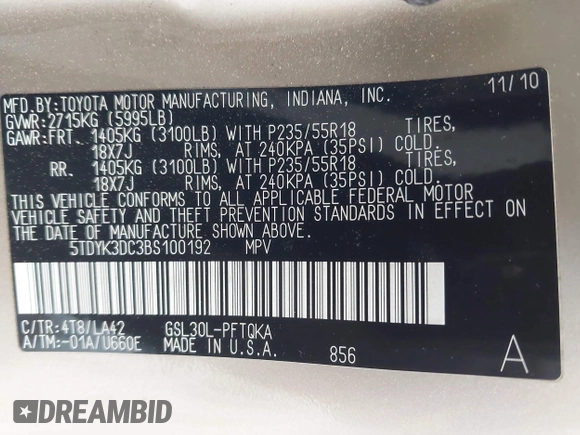 MFD.BY:TOYOTA MOTOR MANUFACTURING, INDIANA, INC. 11/10
GVWR:2715KG (5995LB)
GAWR:FRT. 1405KG (3100LB) WITH P235/55R18 TIRES,
18X7J RIMS, AT 240KPA (35PSI) COLD.
RR. 1405KG (3100LB) WITH P235/55R18 TIRES,
18X7J RIMS, AT 240KPA (35PSI) COLD.
THIS VEHICLE CONFORMS TO ALL APPLICABLE FEDERAL MOTOR
VEHICLE SAFETY AND THEFT PREVENTION STANDARDS IN EFFECT ON
THE DATE OF MANUFACTURE SHOWN ABOVE.
5TDYK3DC3BS100192 MPV
C/TR:4T8/LA42 GSL30L-PFTQKA
A/TM:-01A/U660E MADE IN U.S.A. 856 A
DREAMBID